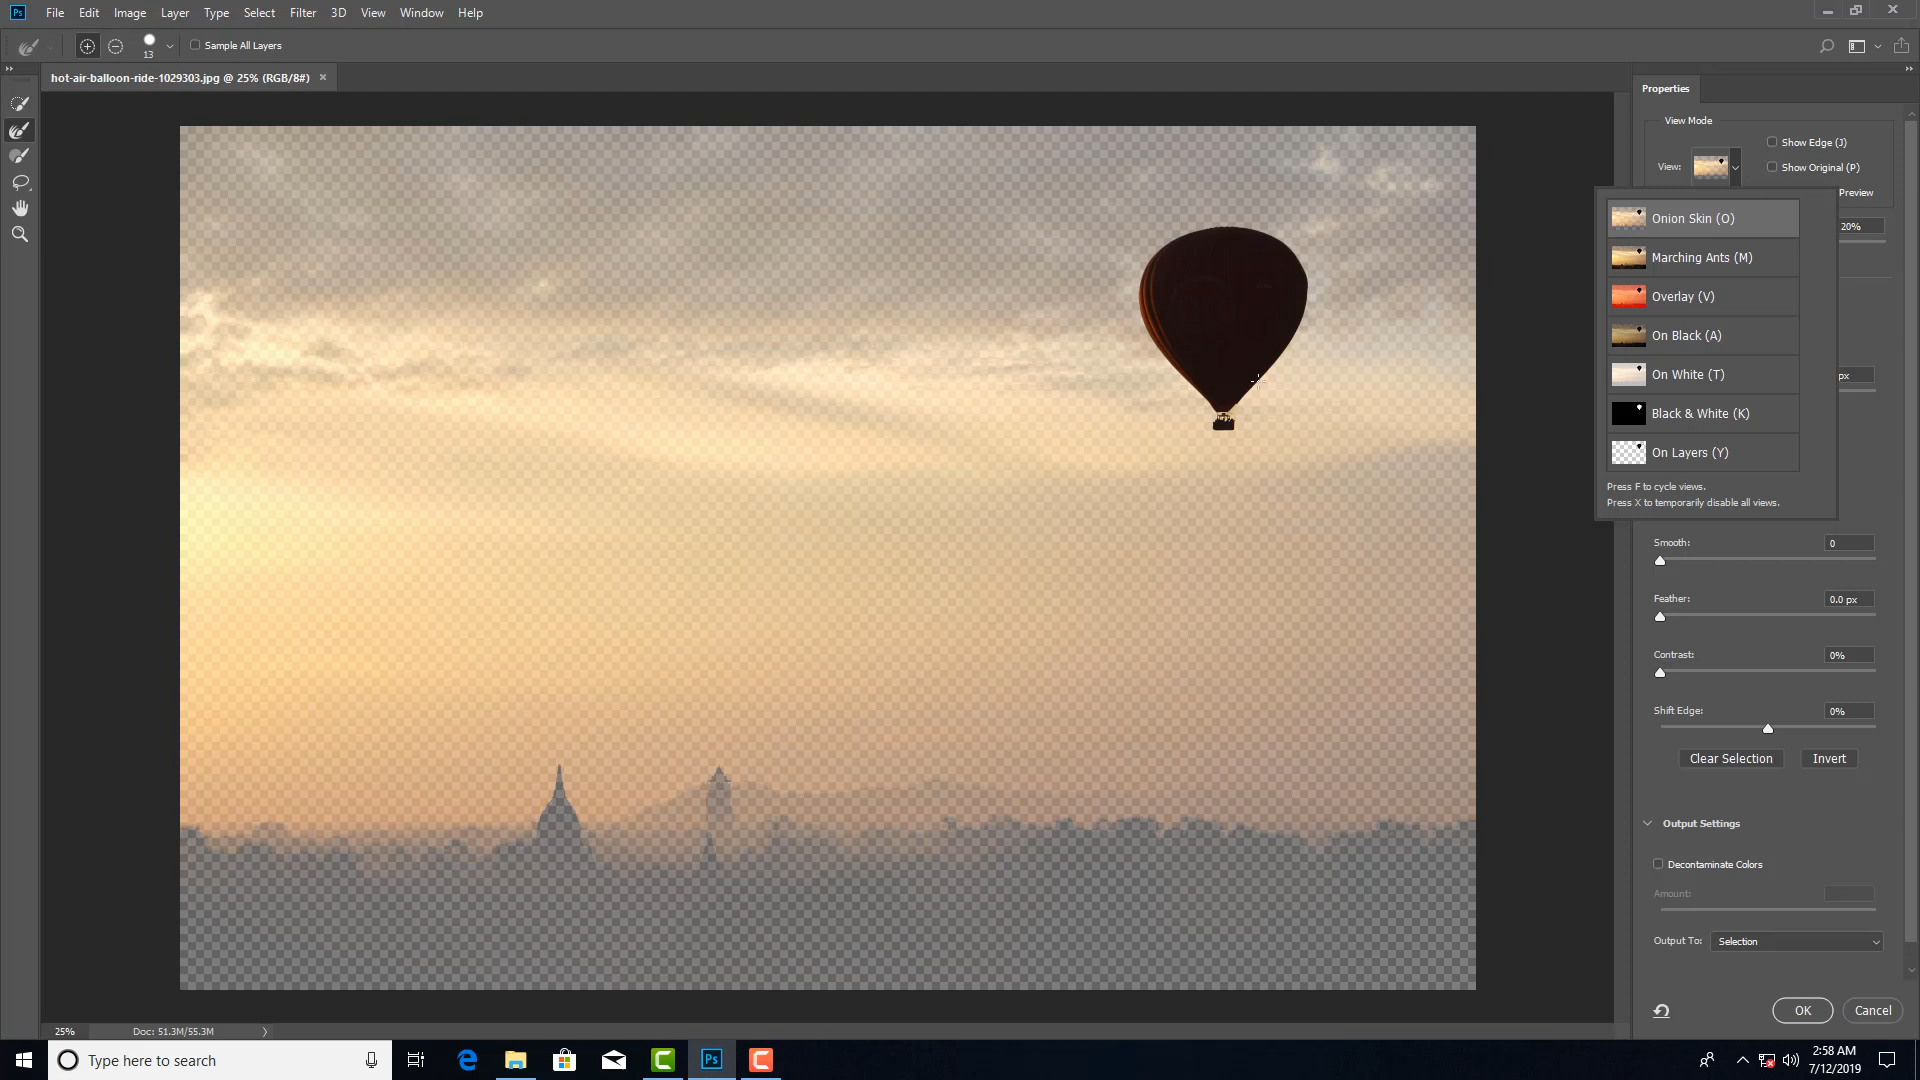 Ps File Edit Image Layer Type Select Filter 3D View Window Help
13 Sample All Layers
hot-air-balloon-ride-1029303.jpg @ 25% (RGB/8#) ×
Properties
View Mode
Show Edge (J)
View:
Show Original (P)
Preview
Onion Skin (O)
20%
Marching Ants (M)
Overlay (V)
On Black (A)
On White (T)
px
Black & White (K)
On Layers (Y)
Press F to cycle views.
Press X to temporarily disable all views.
Smooth: 0
Feather: 0.0 px
Contrast: 0%
Shift Edge: 0%
Clear Selection Invert
Output Settings
Decontaminate Colors
Amount:
Output To: Selection
OK Cancel
25% Doc: 51.3M/55.3M
Type here to search
Ps
2:58 AM
7/12/2019